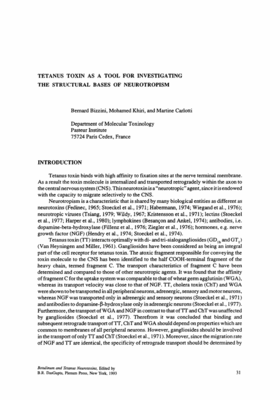 TETANUS TOXIN AS A TOOL FOR INVESTIGATING
THE STRUCTURAL BASES OF NEUROTROPISM
Bernard Bizzini, Mohamed Khiri, and Martine Carlotti
Department of Molecular Toxinology
Pasteur Institute
75724 Paris Cedex, France
INTRODUCTION
Tetanus toxin binds with high affinity to fixation sites at the nerve terminal membrane.
As a result the toxin molecule is internalized and transported retrogradely within the axon to
the central nervous system (CNS). This neurotoxin is a "neurotropic" agent, since it is endowed
with the capacity to migrate selectively to the CNS.
Neurotropism is a characteristic that is shared by many biological entities as different as
neurotoxins (Fedinec, 1965; Stoeckel et al., 1971; Habermann, 1974; Wiegand et al., 1976);
neurotropic viruses (Tsiang, 1979; Wildy, 1967; Kristensson et al., 1971); lectins (Stoeckel
et al., 1977; Harper et al., 1980); lymphokines (Besançon and Ankel, 1974); antibodies, i.e.
dopamine-beta-hydroxylase (Fillenz et al., 1976; Ziegler et al., 1976); hormones, e.g. nerve
growth factor (NGF) (Hendry et al., 1974; Stoeckel et al., 1974).
Tetanus toxin (TT) interacts optimally with di- and tri-sialogangliosides (GD and GT)
(Van Heyningen and Miller, 1961). Gangliosides have been considered as being an integral
part of the cell receptor for tetanus toxin. The atoxic fragment responsible for conveying the
toxin molecule to the CNS has been identified to the half COOH-terminal fragment of the
heavy chain, termed fragment C. The transport characteristics of fragment C have been
determined and compared to those of other neurotropic agents. It was found that the affinity
of fragment C for the uptake system was comparable to that of wheat germ agglutinin (WGA),
whereas its transport velocity was close to that of NGF. TT, cholera toxin (ChT) and WGA
were shown to be transported in all peripheral neurons, adrenergic, sensory and motor neurons,
whereas NGF was transported only in adrenergic and sensory neurons (Stoeckel et al., 1971)
and antibodies to dopamine-β-hydroxylase only in adrenergic neurons (Stoeckel et al., 1977).
Furthermore, the transport of WGA and NGF in contrast to that of TT and ChT was unaffected
by gangliosides (Stoeckel et al., 1977). Therefore it was concluded that binding and
subsequent retrograde transport of TT, ChT and WGA should depend on properties which are
common to membranes of all peripheral neurons. However, gangliosides should be involved
in the transport of only TT and ChT (Stoeckel et al., 1971). Moreover, since the migration rate
of NGF and TT are identical, the specificity of retrograde transport should be determined by
Botulinum and Tetanus Neurotoxins, Edited by
B.R. DasGupta, Plenum Press, New York, 1993
51